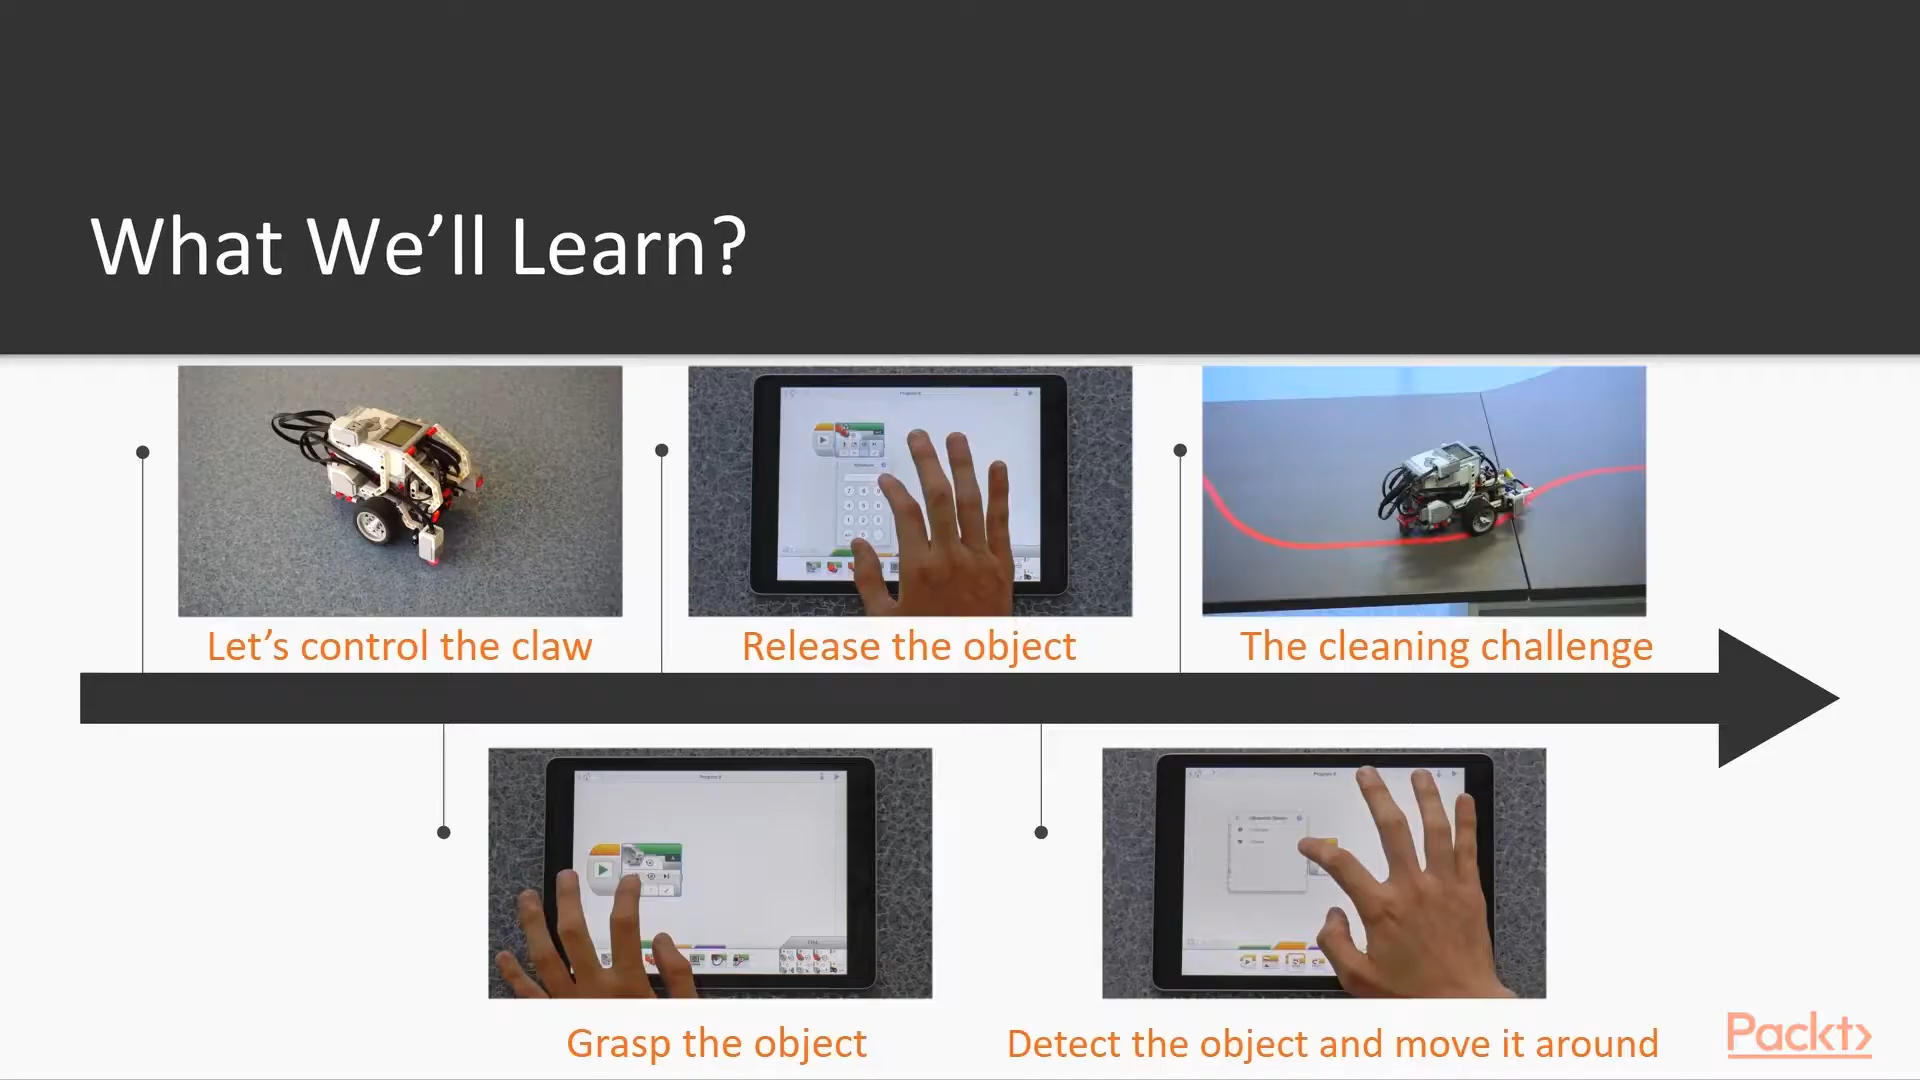 What We’ll Learn?
Let’s control the claw
Release the object
The cleaning challenge
Grasp the object
Detect the object and move it around
Packt>